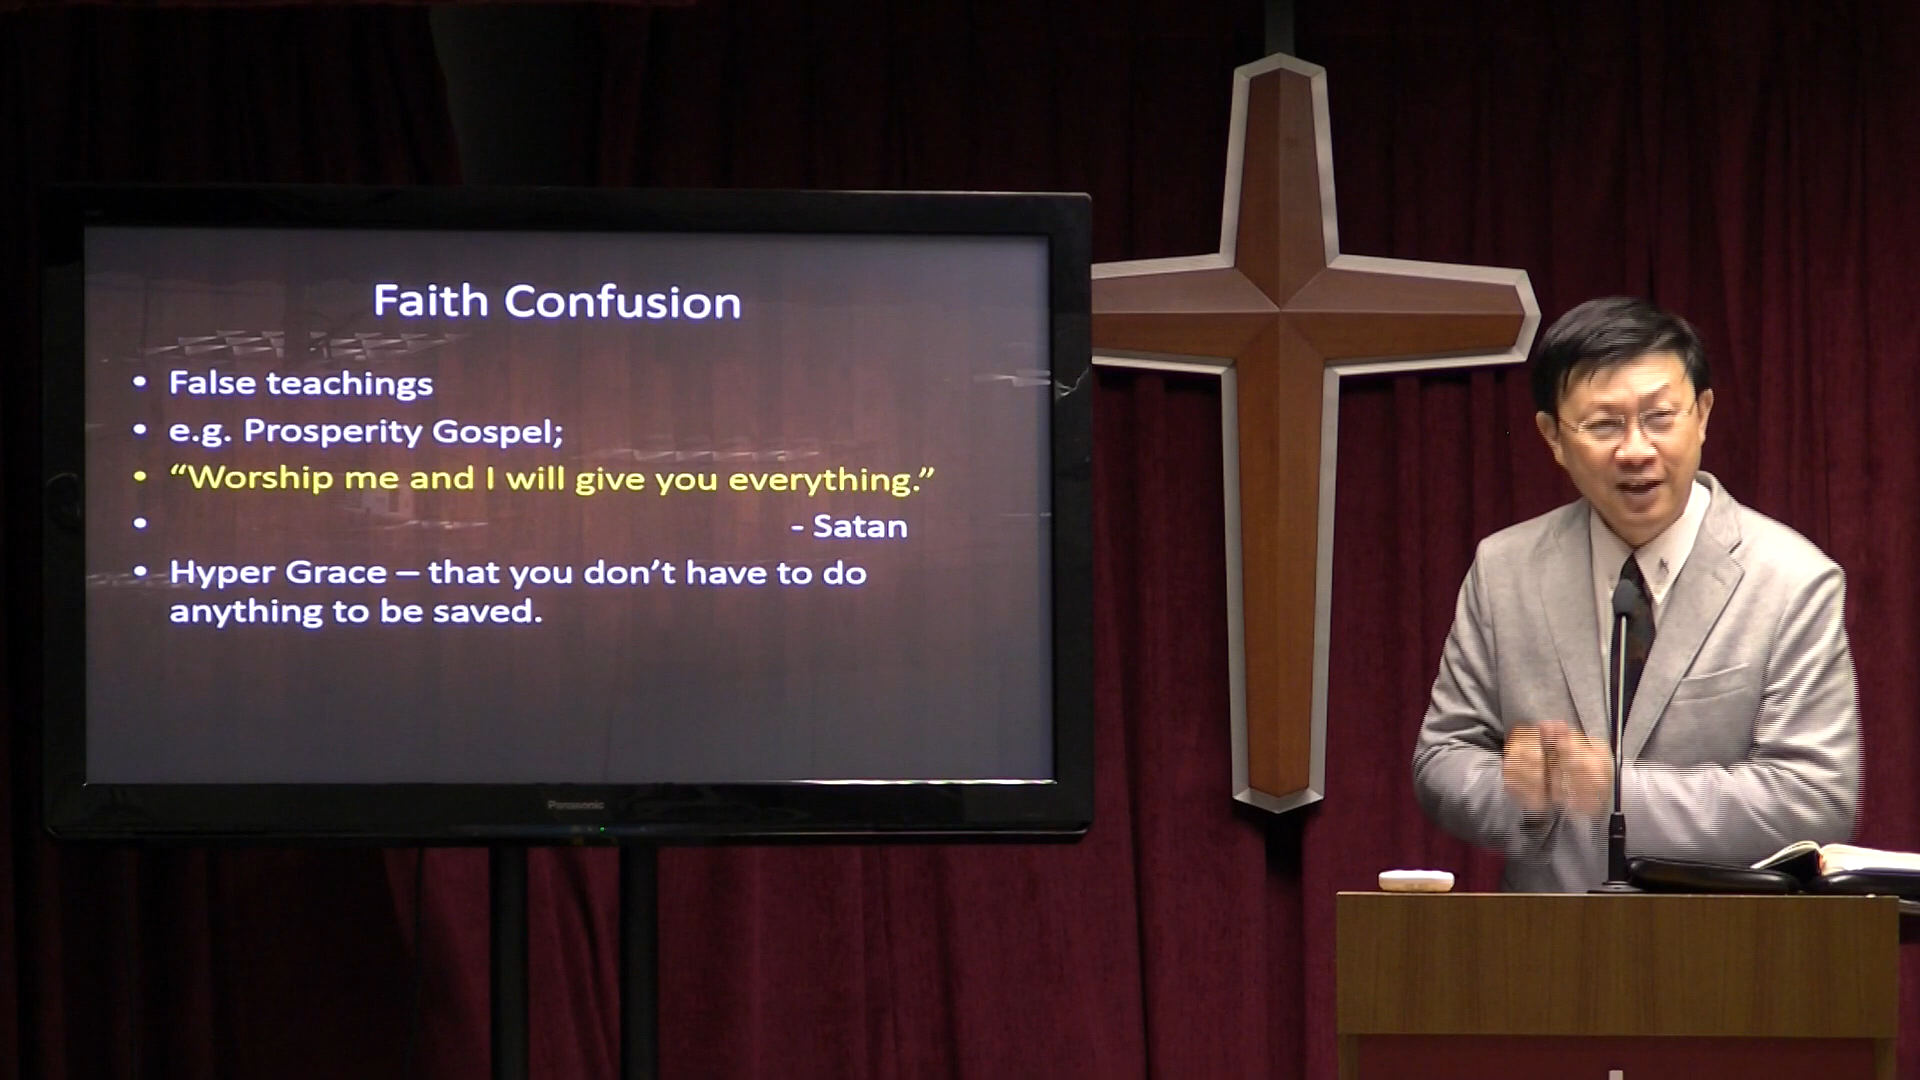 Faith Confusion
• False teachings
• e.g. Prosperity Gospel;
• “Worship me and I will give you everything.”
• - Satan
• Hyper Grace – that you don’t have to do
anything to be saved.
Panasonic